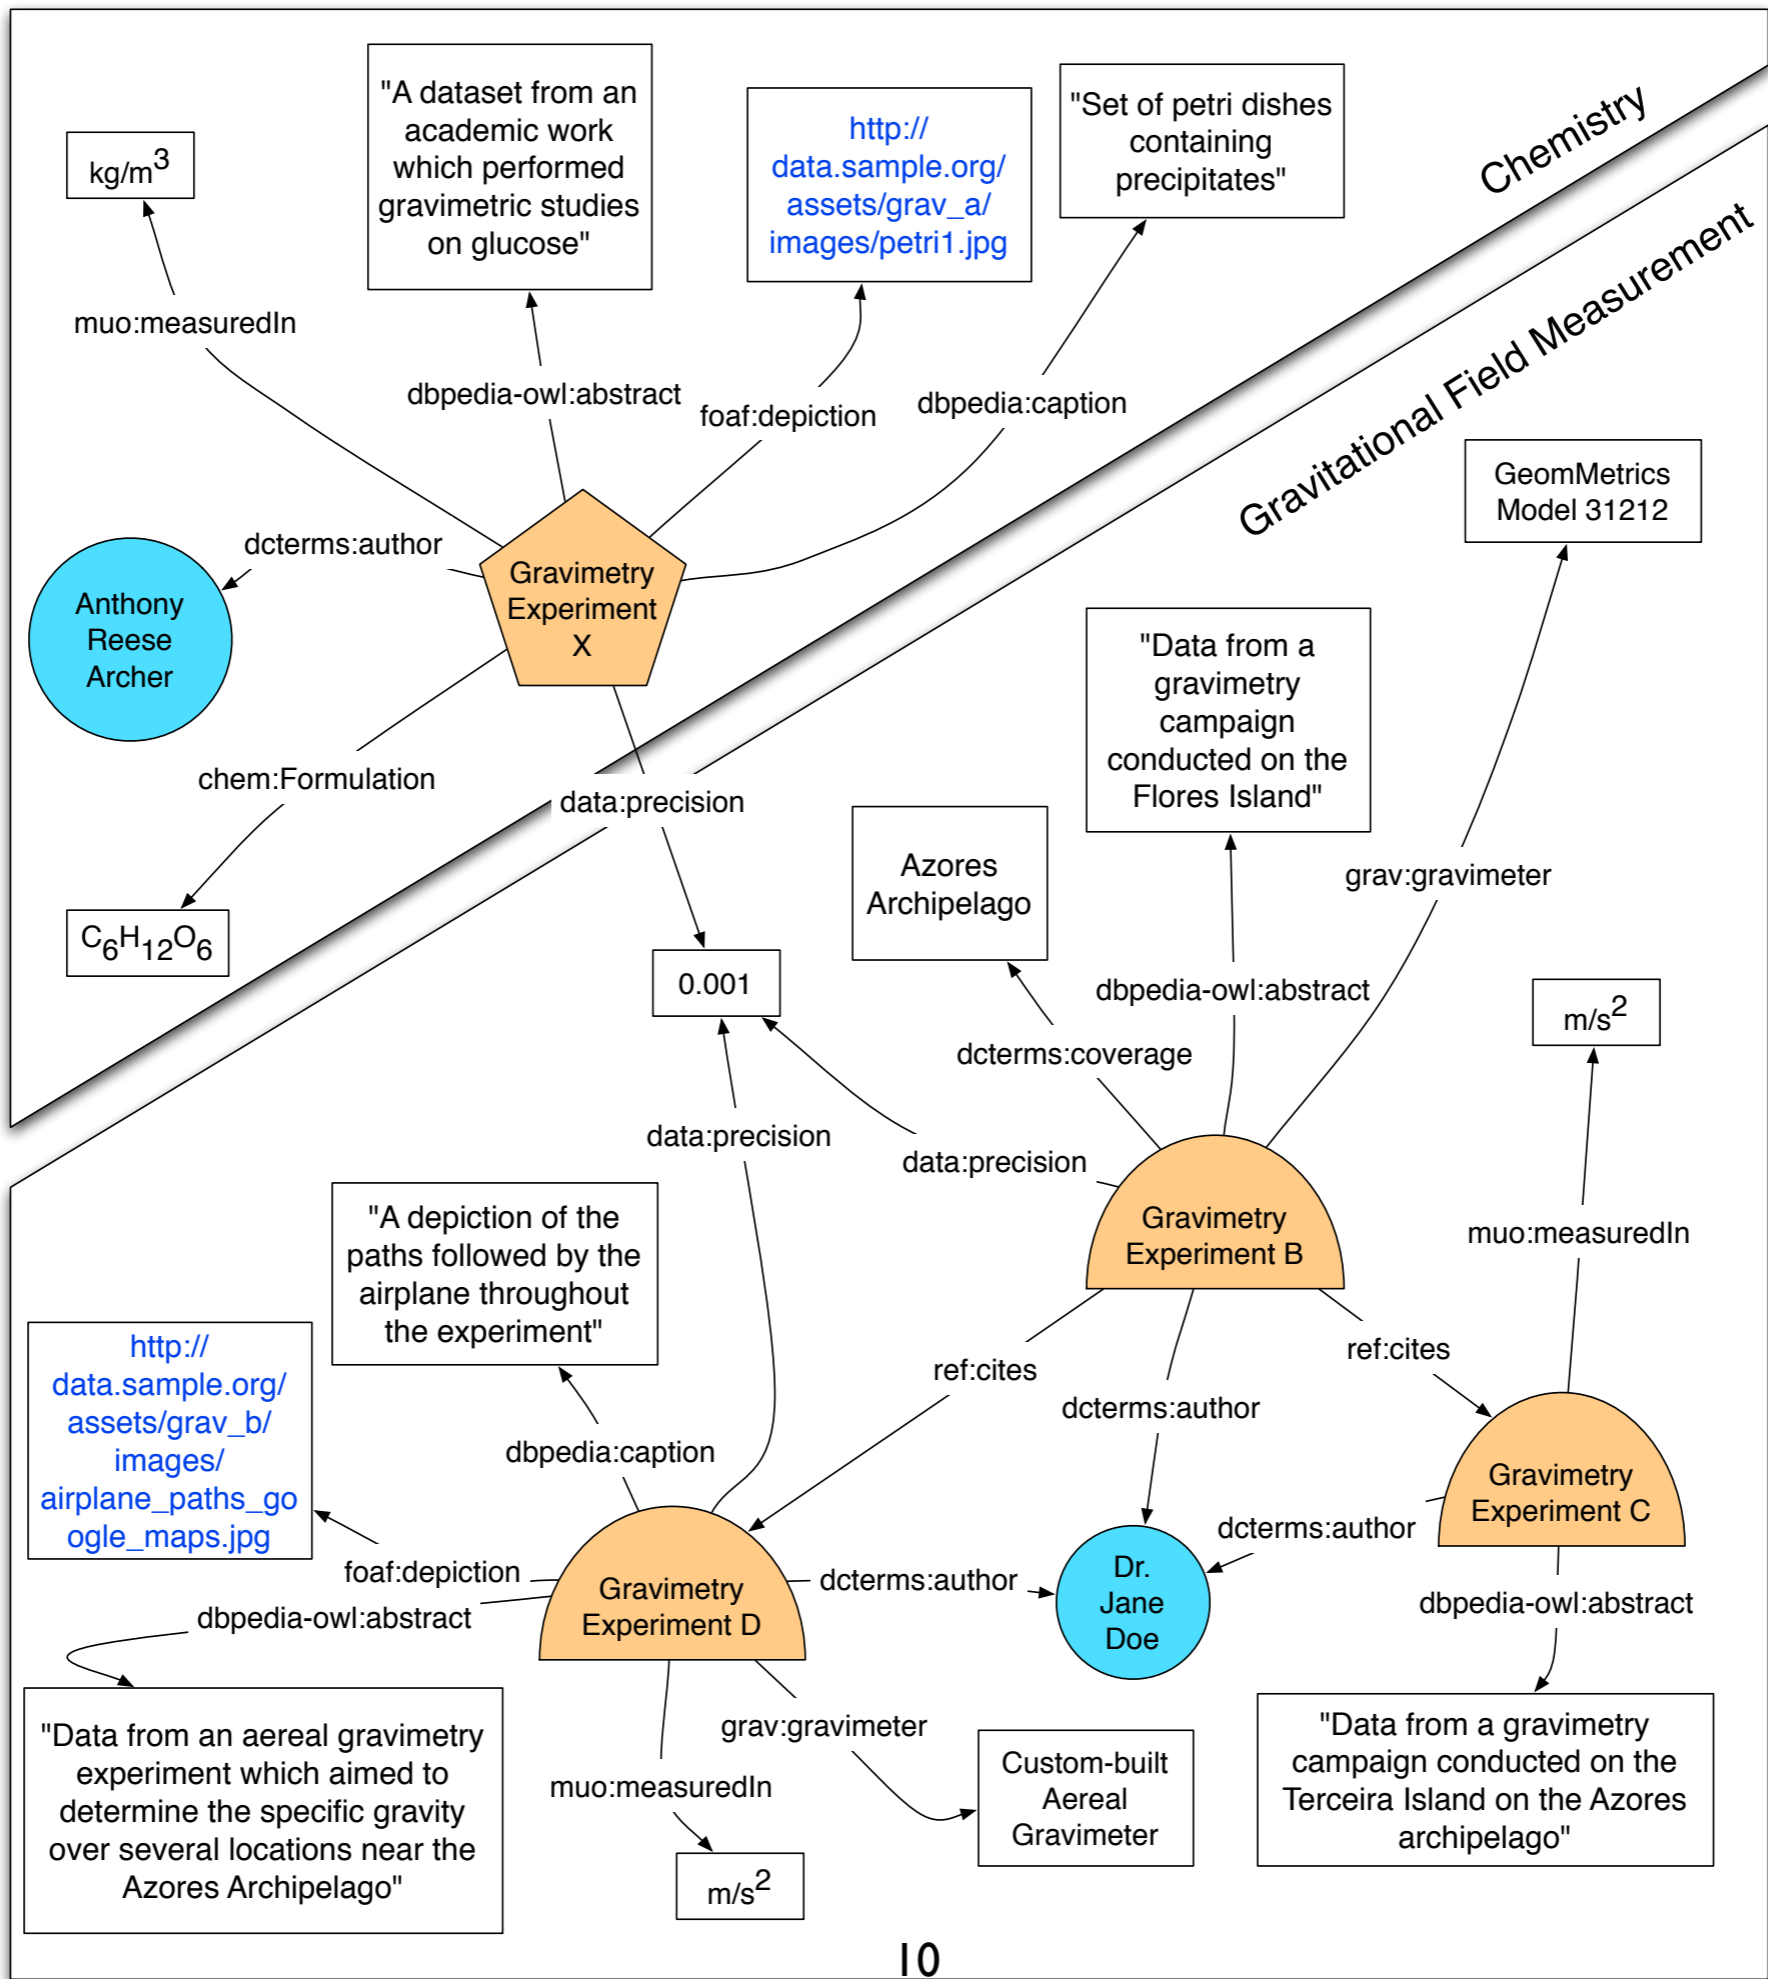 "A dataset from an
academic work
which performed
gravimetric studies
on glucose"
http://
data.sample.org/
assets/grav_a/
images/petri1.jpg
"Set of petri dishes
containing
precipitates"
Chemistry
kg/m3
muo:measuredIn
dbpedia-owl:abstract
foaf:depiction
dbpedia:caption
Gravitational Field Measurement
GeomMetrics
Model 31212
dcterms:author
Anthony
Reese
Archer
Gravimetry
Experiment
X
"Data from a
gravimetry
campaign
conducted on the
Flores Island"
chem:Formulation
data:precision
Azores
Archipelago
grav:gravimeter
C6H12O6
0.001
dbpedia-owl:abstract
m/s2
dcterms:coverage
data:precision
data:precision
Gravimetry
Experiment B
muo:measuredIn
"A depiction of the
paths followed by the
airplane throughout
the experiment"
http://
data.sample.org/
assets/grav_b/
images/
airplane_paths_go
ogle_maps.jpg
ref:cites
ref:cites
dcterms:author
dbpedia:caption
Gravimetry
Experiment C
dcterms:author
foaf:depiction
Gravimetry
Experiment D
dcterms:author
Dr.
Jane
Doe
dbpedia-owl:abstract
dbpedia-owl:abstract
"Data from an aereal gravimetry
experiment which aimed to
determine the specific gravity
over several locations near the
Azores Archipelago"
grav:gravimeter
muo:measuredIn
Custom-built
Aereal
Gravimeter
"Data from a gravimetry
campaign conducted on the
Terceira Island on the Azores
archipelago"
m/s2
10